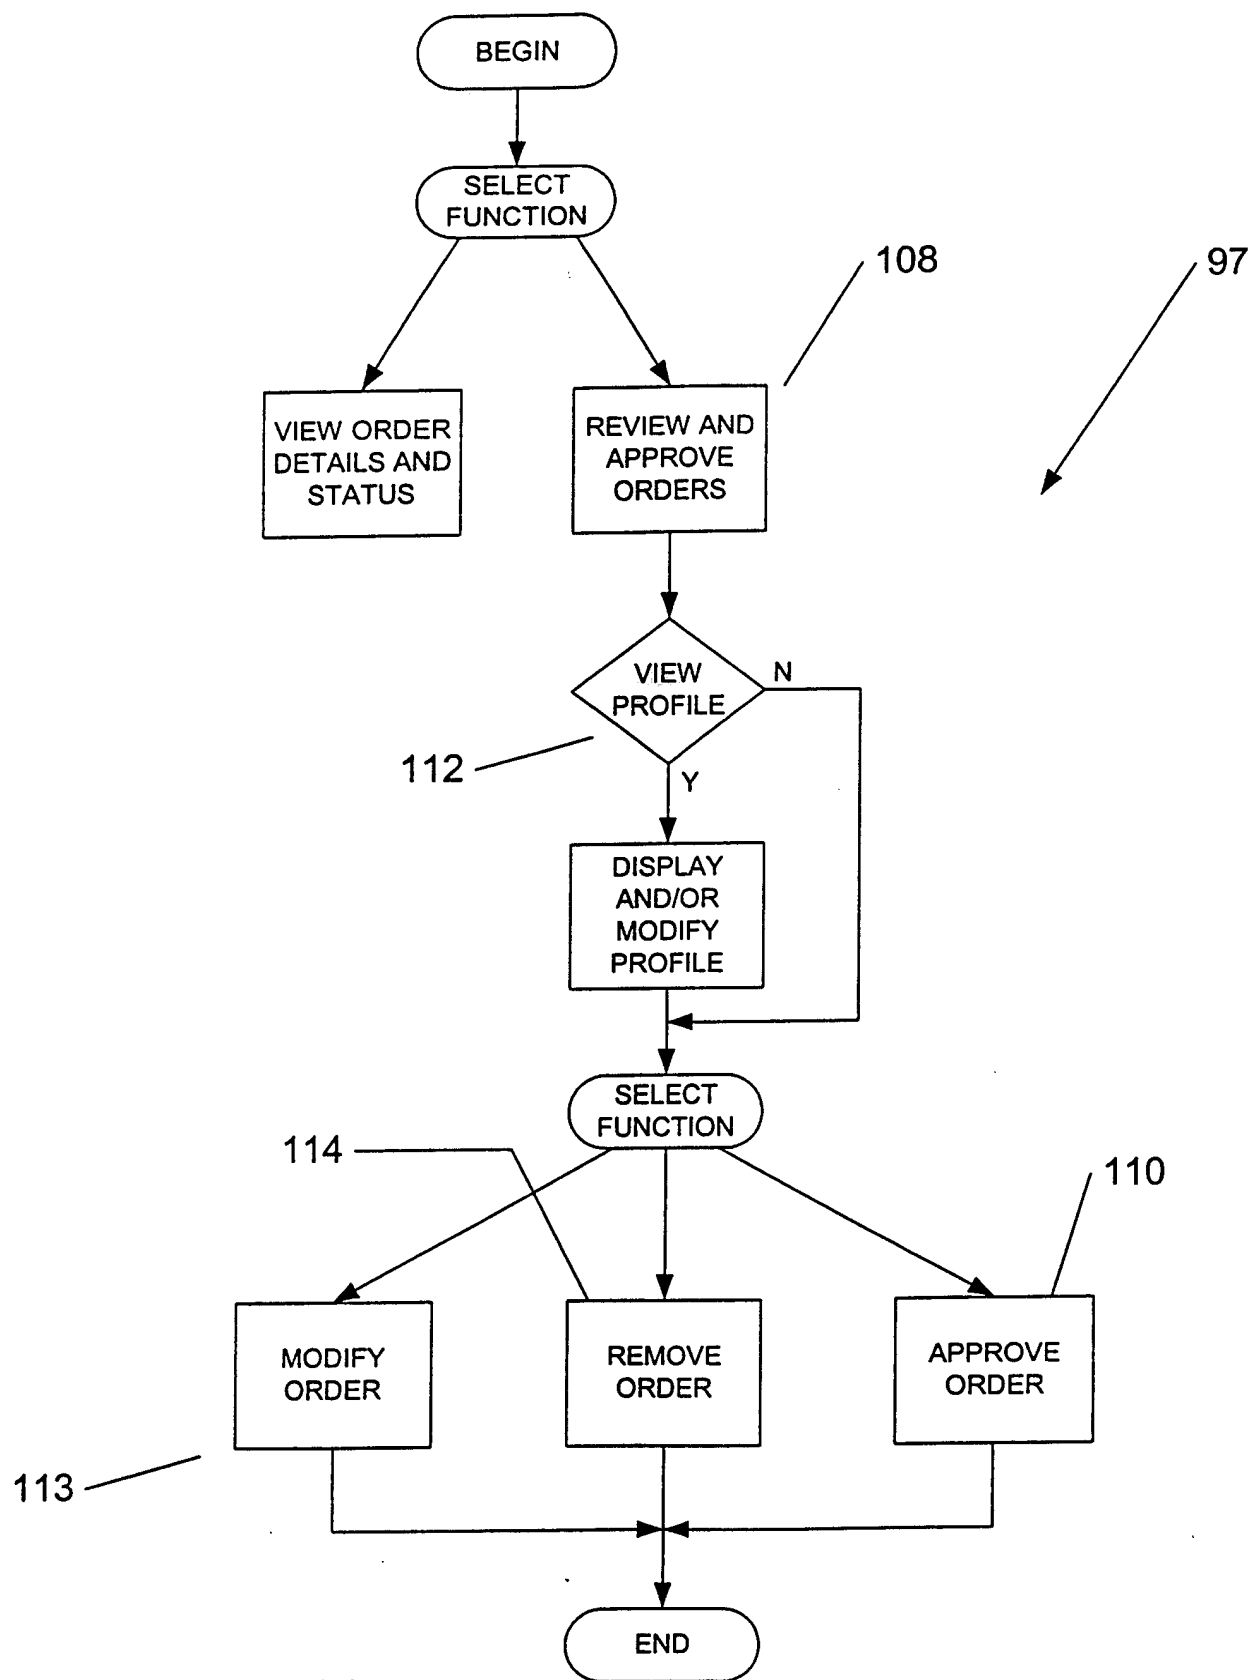 BEGIN
SELECT
FUNCTION
108
97
VIEW ORDER
DETAILS AND
STATUS
REVIEW AND
APPROVE
ORDERS
VIEW
PROFILE
N
112
Y
DISPLAY
AND/OR
MODIFY
PROFILE
SELECT
FUNCTION
114
110
MODIFY
ORDER
REMOVE
ORDER
APPROVE
ORDER
113
END